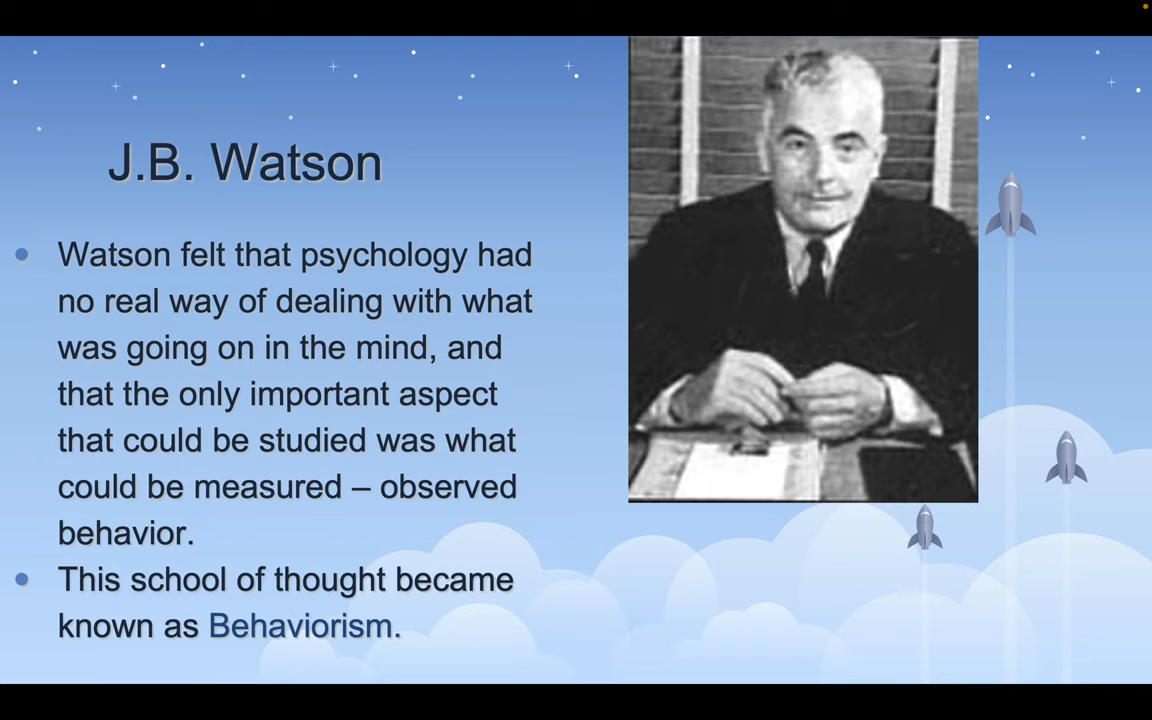 J.B. Watson
• Watson felt that psychology had
no real way of dealing with what
was going on in the mind, and
that the only important aspect
that could be studied was what
could be measured – observed
behavior.
• This school of thought became
known as Behaviorism.